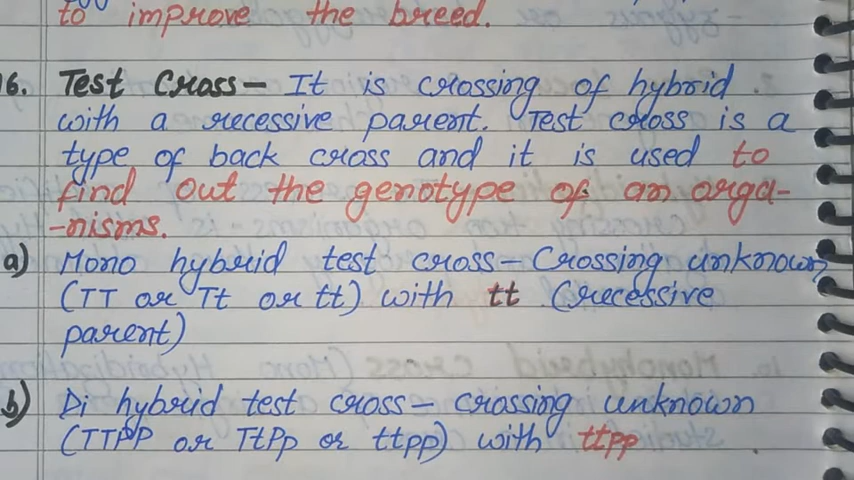 to improve the breed.
16. Test Cross- It is crossing of hybrid
with a recessive parent. Test cross is a
type of back cross and it is used to
find out the genotype of an orga-
-nisms.
a) Mono hybrid test cross- Crossing unknown
(TT or Tt or tt) with tt (recessive
parent)
b) Di hybrid test cross- crossing unknown
(TTPP or TtPp or ttpp) with ttpp